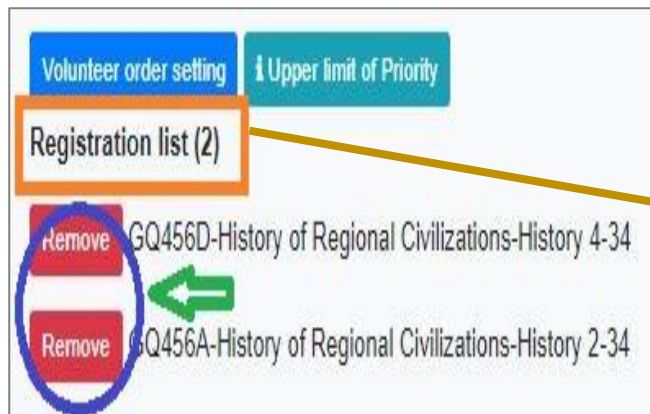 Volunteer order setting
i Upper limit of Priority
Registration list (2)
Remove GQ456D-History of Regional Civilizations-History 4-34
Remove GQ456A-History of Regional Civilizations-History 2-34